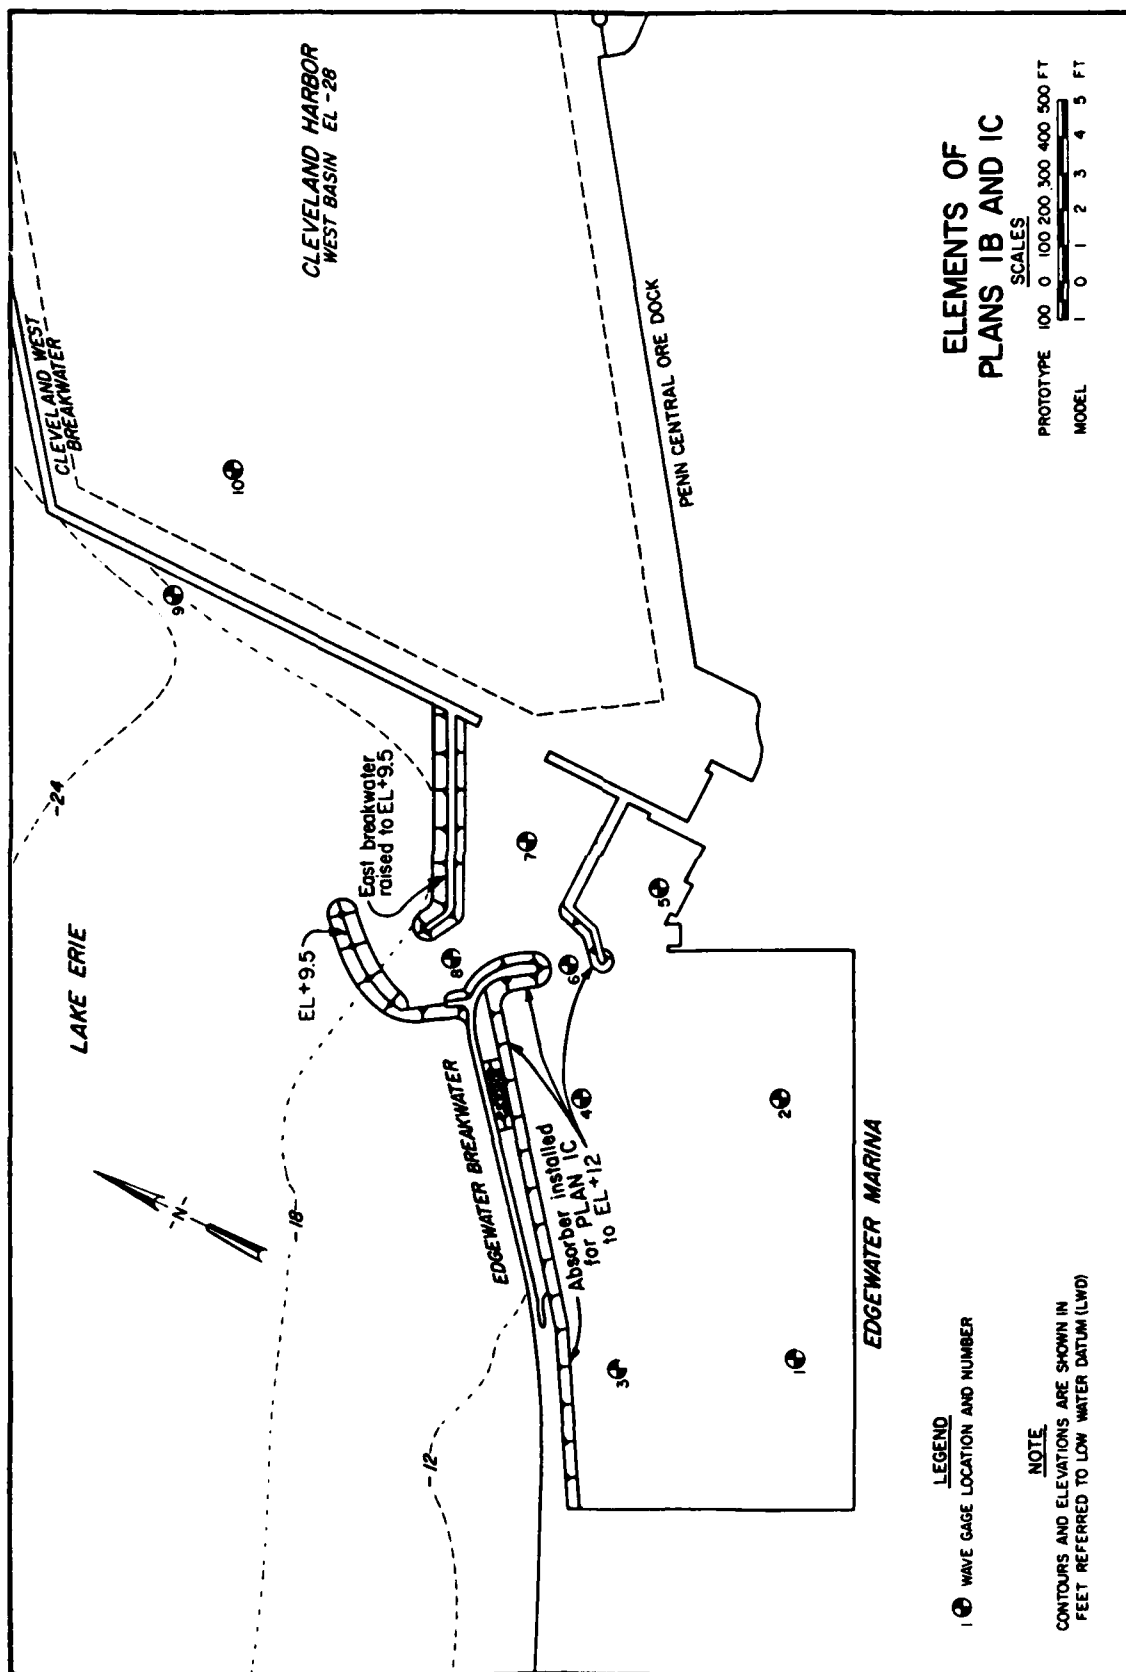 LAKE ERIE
-24
-18-
-12-
-N-
CLEVELAND WEST
BREAKWATER
CLEVELAND HARBOR
WEST BASIN EL -28
East breakwater
raised to EL+9.5
EL+9.5
EDGEWATER BREAKWATER
Absorber installed
for PLAN 1C
to EL+12
PENN CENTRAL ORE DOCK
EDGEWATER MARINA
1
2
3
4
5
6
7
8
9
10
LEGEND
1 WAVE GAGE LOCATION AND NUMBER
NOTE
CONTOURS AND ELEVATIONS ARE SHOWN IN
FEET REFERRED TO LOW WATER DATUM (LWD)
ELEMENTS OF
PLANS 1B AND 1C
SCALES
PROTOTYPE 100 0 100 200 300 400 500 FT
MODEL 1 0 1 2 3 4 5 FT